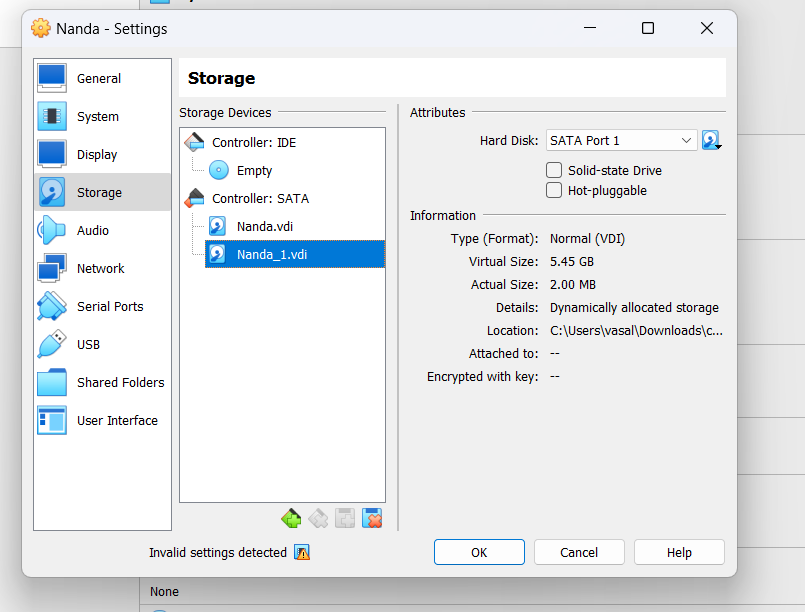 Nanda - Settings
General
System
Display
Storage
Audio
Network
Serial Ports
USB
Shared Folders
User Interface
Storage
Storage Devices
Controller: IDE
Empty
Controller: SATA
Nanda.vdi
Nanda_1.vdi
Attributes
Hard Disk: SATA Port 1
Solid-state Drive
Hot-pluggable
Information
Type (Format): Normal (VDI)
Virtual Size: 5.45 GB
Actual Size: 2.00 MB
Details: Dynamically allocated storage
Location: C:\Users\vasal\Downloads\c...
Attached to: --
Encrypted with key: --
Invalid settings detected
OK
Cancel
Help
None